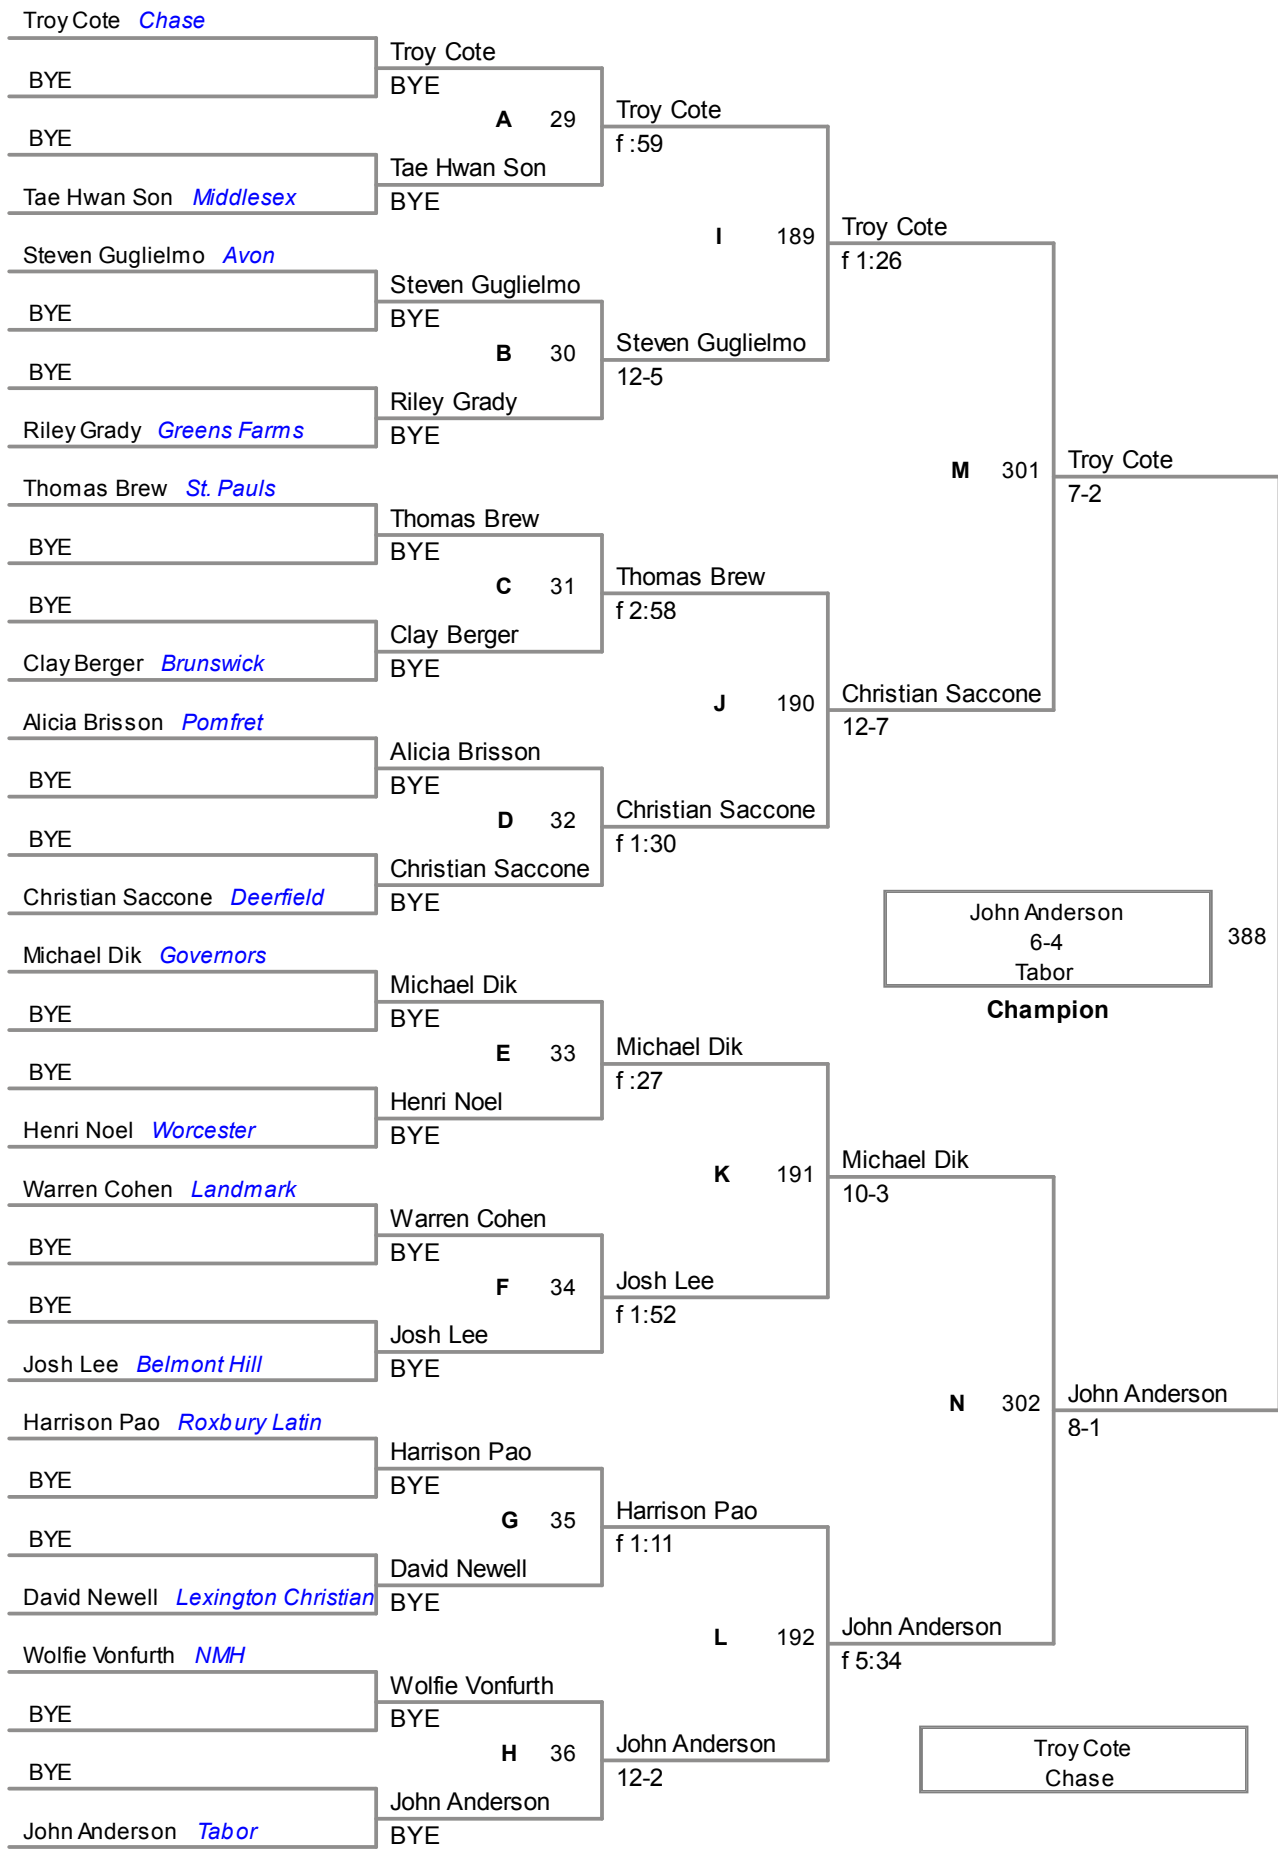 Troy Cote Chase
BYE
BYE
Tae Hwan Son Middlesex
Steven Guglielmo Avon
BYE
BYE
Riley Grady Greens Farms
Thomas Brew St. Pauls
BYE
BYE
Clay Berger Brunswick
Alicia Brisson Pomfret
BYE
BYE
Christian Saccone Deerfield
Michael Dik Governors
BYE
BYE
Henri Noel Worcester
Warren Cohen Landmark
BYE
BYE
Josh Lee Belmont Hill
Harrison Pao Roxbury Latin
BYE
BYE
David Newell Lexington Christian
Wolfie Vonfurth NMH
BYE
BYE
John Anderson Tabor
Troy Cote
BYE
A 29
Tae Hwan Son
BYE
Steven Guglielmo
BYE
B 30
Riley Grady
BYE
Thomas Brew
BYE
C 31
Clay Berger
BYE
Alicia Brisson
BYE
D 32
Christian Saccone
BYE
Michael Dik
BYE
E 33
Henri Noel
BYE
Warren Cohen
BYE
F 34
Josh Lee
BYE
Harrison Pao
BYE
G 35
David Newell
BYE
Wolfie Vonfurth
BYE
H 36
John Anderson
BYE
Troy Cote
f :59
I 189
Steven Guglielmo
12-5
Thomas Brew
f 2:58
J 190
Christian Saccone
f 1:30
Michael Dik
f :27
K 191
Josh Lee
f 1:52
Harrison Pao
f 1:11
L 192
John Anderson
12-2
Troy Cote
f 1:26
M 301
Christian Saccone
12-7
Michael Dik
10-3
N 302
John Anderson
f 5:34
Troy Cote
7-2
John Anderson
6-4
Tabor
388
Champion
John Anderson
8-1
Troy Cote
Chase